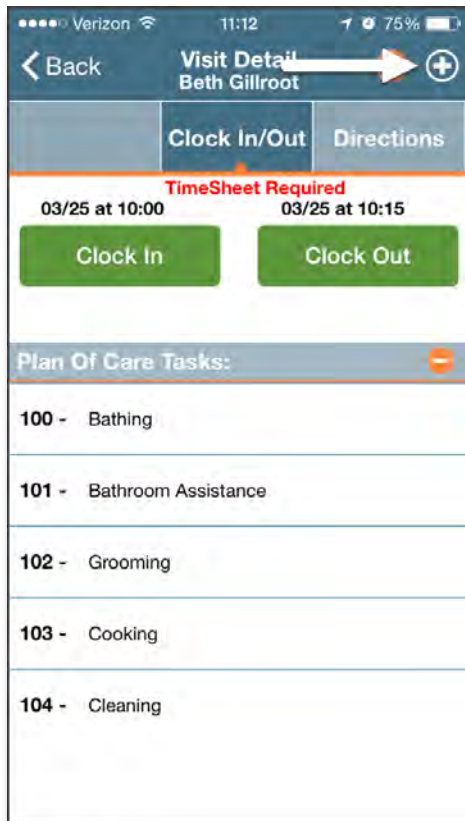 Verizon 11:12 75%
Back Visit Detail
Beth Gillroot
Clock In/Out Directions
TimeSheet Required
03/25 at 10:00 03/25 at 10:15
Clock In Clock Out
Plan Of Care Tasks:
100 - Bathing
101 - Bathroom Assistance
102 - Grooming
103 - Cooking
104 - Cleaning